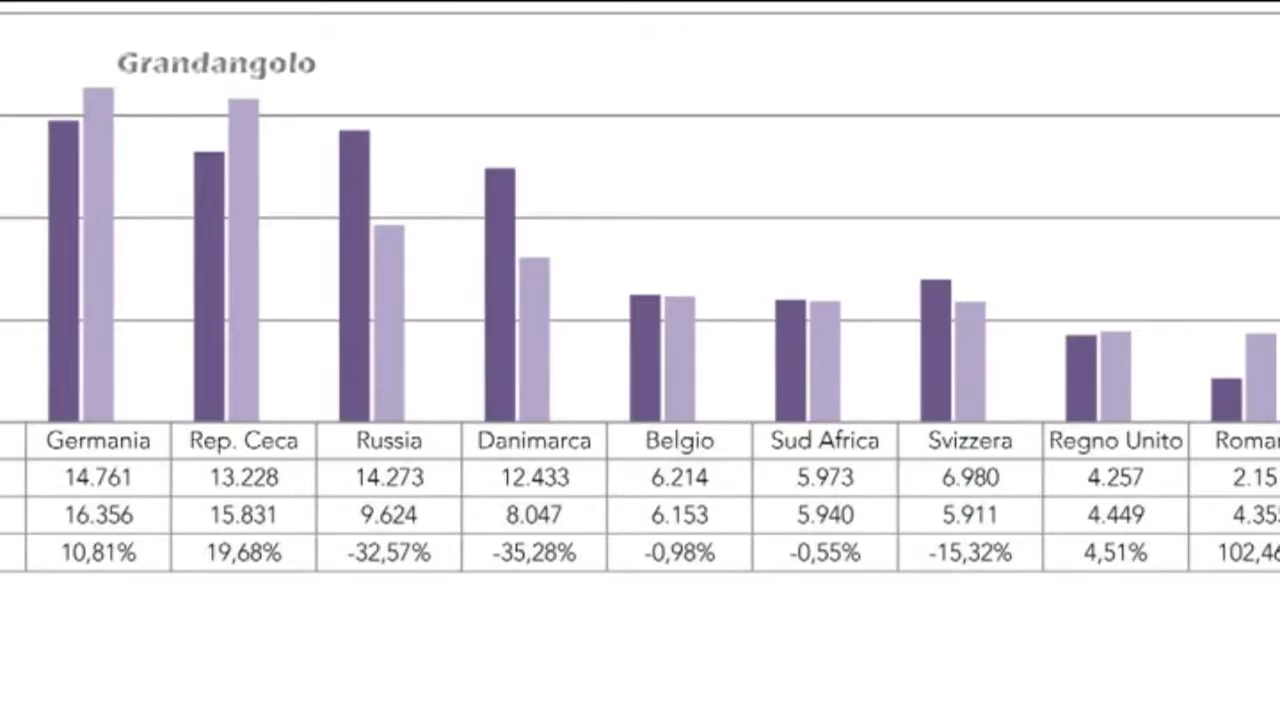 Grandangolo
Germania Rep. Ceca Russia Danimarca Belgio Sud Africa Svizzera Regno Unito
14.761 13.228 14.273 12.433 6.214 5.973 6.980 4.257
16.356 15.831 9.624 8.047 6.153 5.940 5.911 4.449
10,81% 19,68% -32,57% -35,28% -0,98% -0,55% -15,32% 4,51%